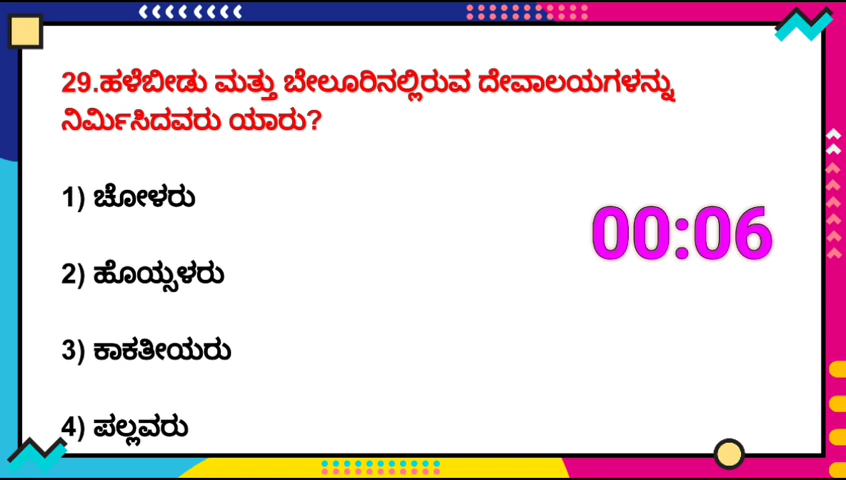 29.ಹಳೆಬೀಡು ಮತ್ತು ಬೇಲೂರಿನಲ್ಲಿರುವ ದೇವಾಲಯಗಳನ್ನು
ನಿರ್ಮಿಸಿದವರು ಯಾರು?
1) ಚೋಳರು
00:06
2) ಹೊಯ್ಸಳರು
3) ಕಾಕತೀಯರು
4) ಪಲ್ಲವರು